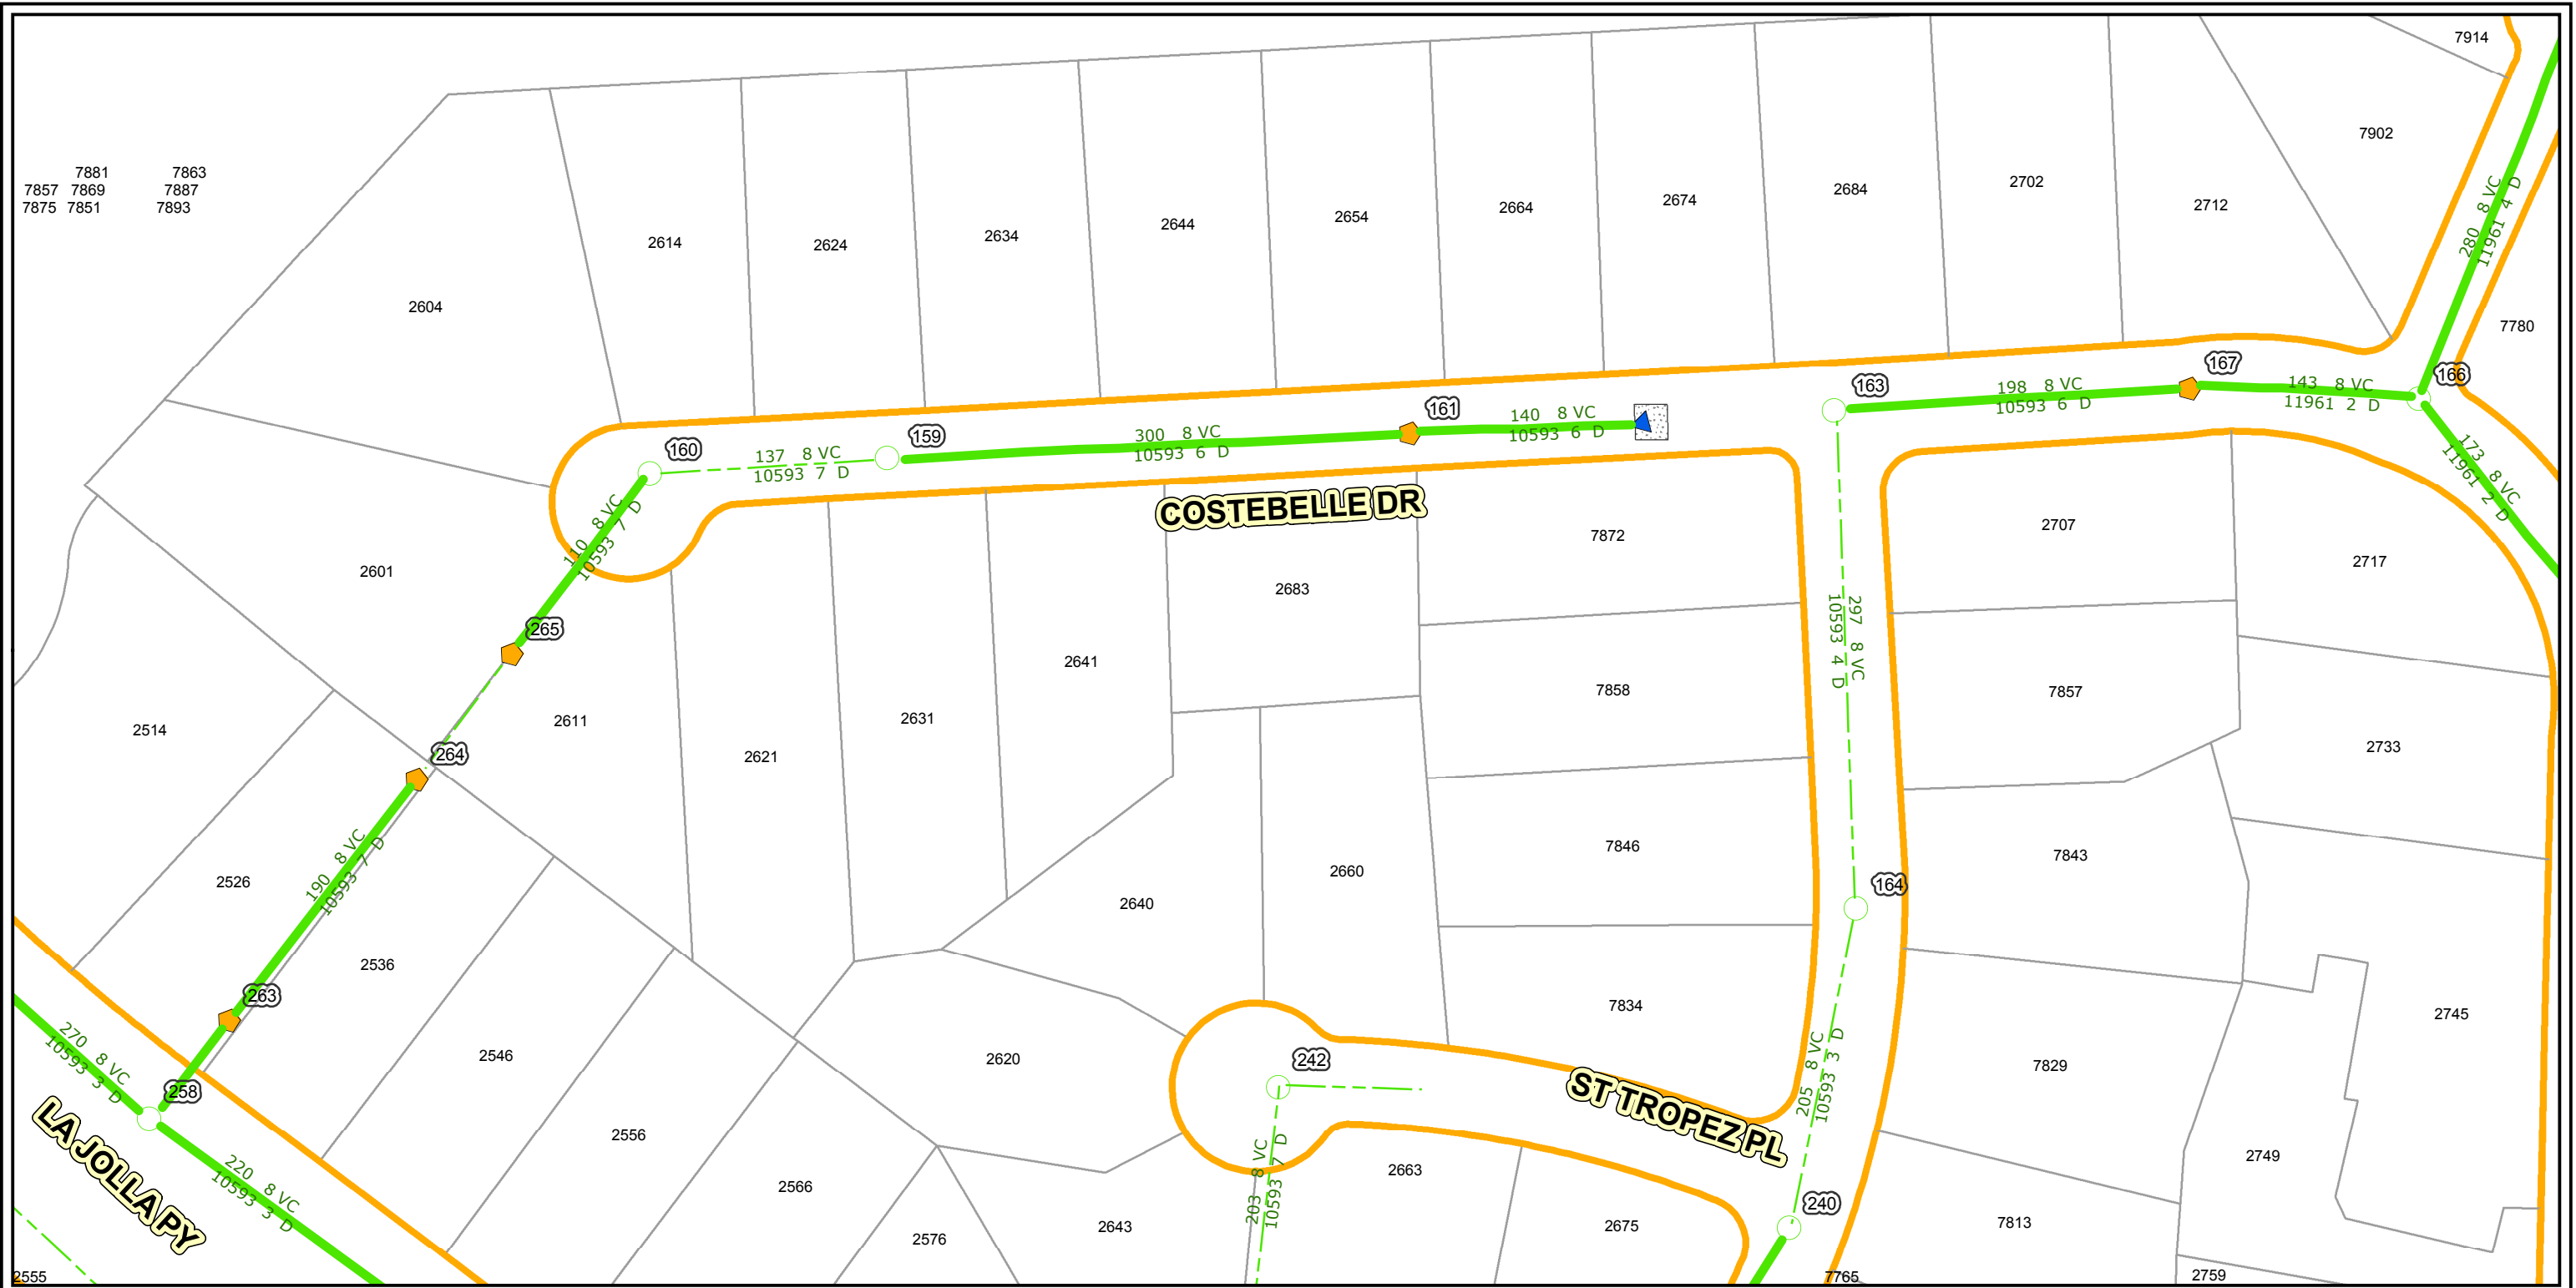 7914
7902
7881 7863
7857 7869 7887
7875 7851 7893
2604
2614
2624
2634
2644
2654
2664
2674
2684
2702
2712
280 8 VC
11961 4 D
7780
160
137 8 VC
10593 7 D
159
300 8 VC
10593 6 D
161
140 8 VC
10593 6 D
163
198 8 VC
10593 6 D
167
143 8 VC
11961 2 D
166
173 8 VC
11961 2 D
COSTEBELLE DR
110 8 VC
10593 7 D
265
264
2601
2611
2621
2631
2641
2683
7872
7858
7846
7834
297 8 VC
10593 4 D
2707
2717
7857
2733
7843
164
2514
2526
190 8 VC
10593 7 D
2536
263
2546
2556
2566
2576
2640
2660
2620
242
203 8 VC
10593 7 D
2643
2663
2675
ST TROPEZ PL
205 8 VC
10593 3 D
240
7829
2745
2749
7813
7765
2759
270 8 VC
10593 3 D
258
220 8 VC
10593 3 D
LA JOLLA PY
2555